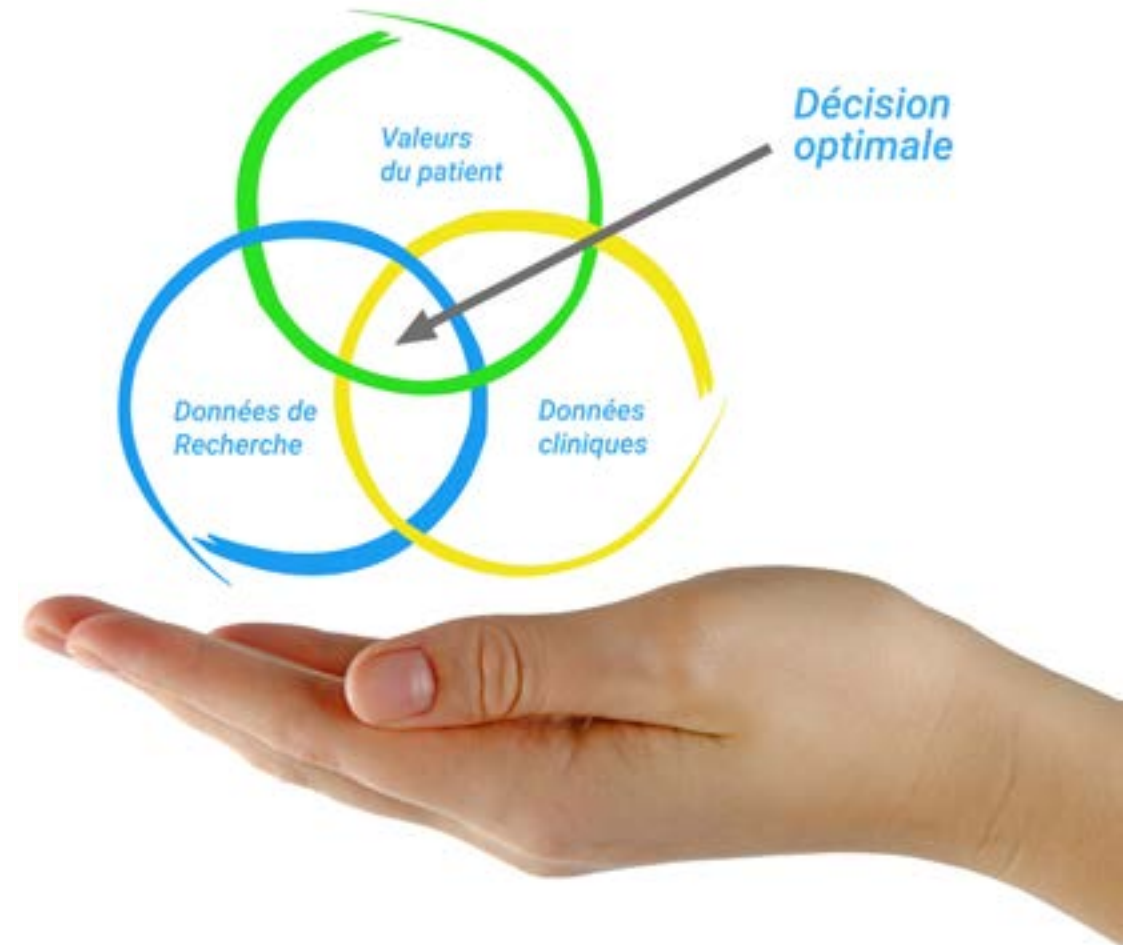 Décision
optimale
Valeurs
du patient
Données de
Recherche
Données
cliniques